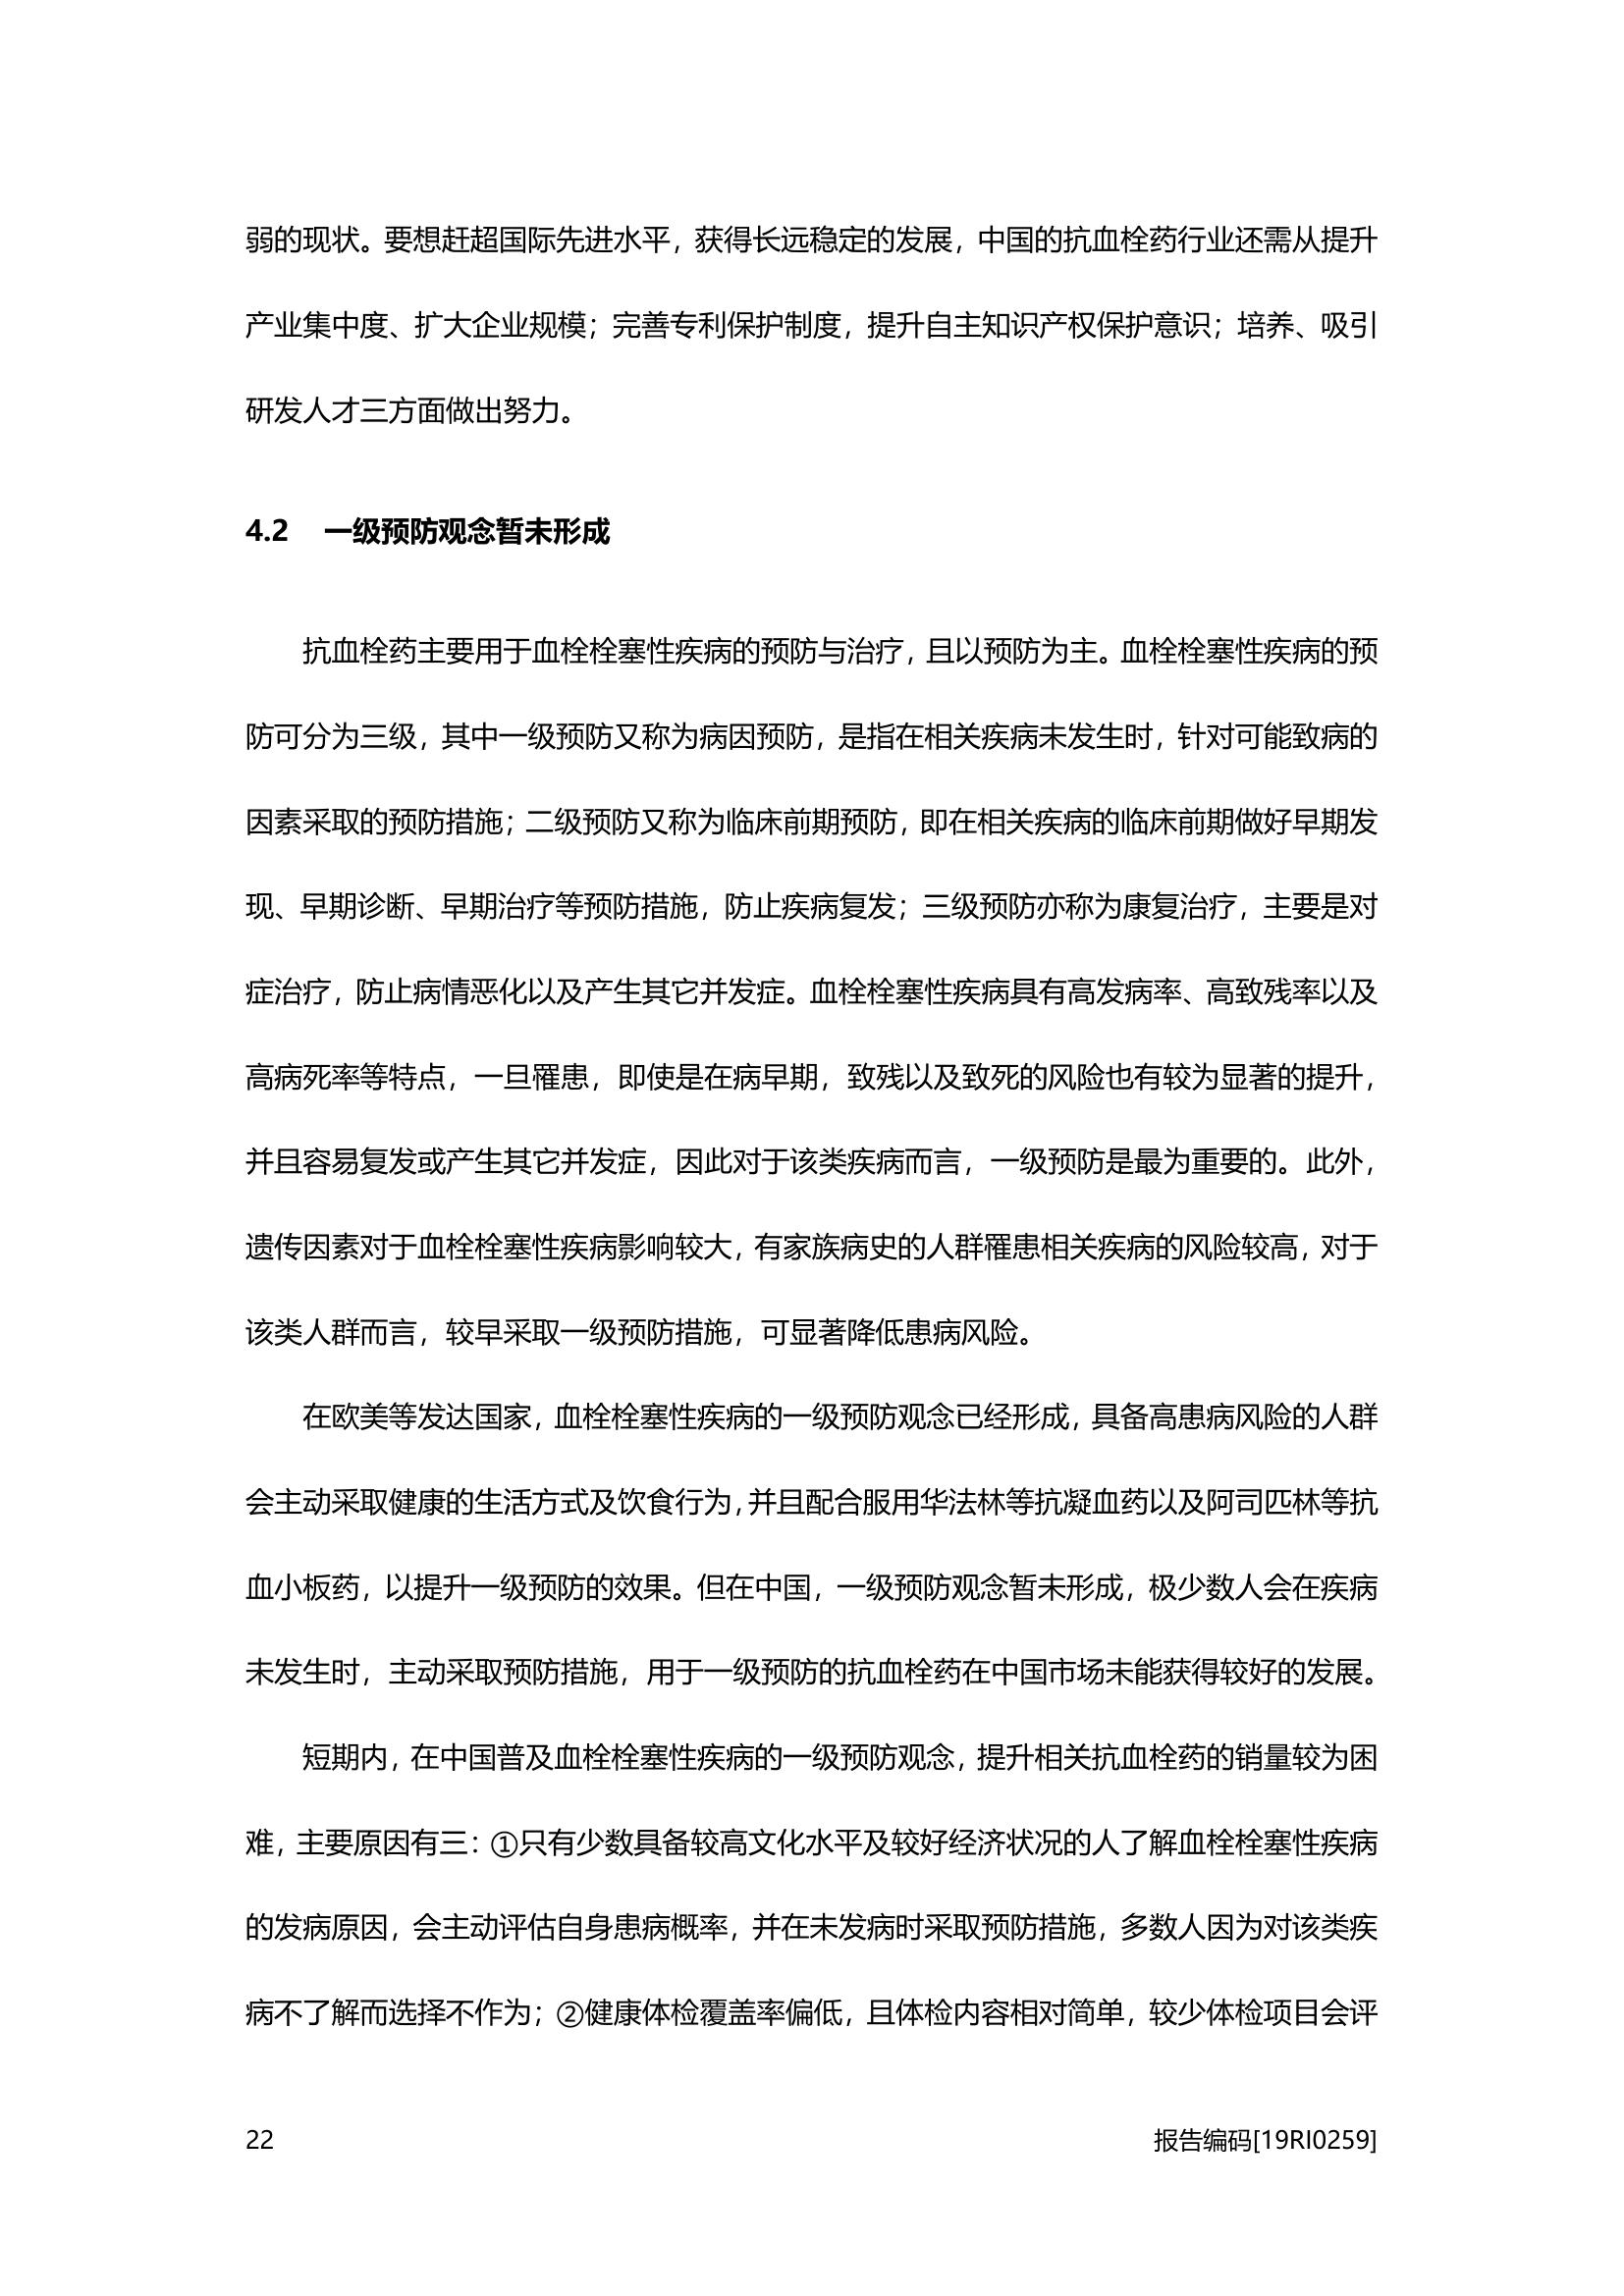 弱的现状。要想赶超国际先进水平，获得长远稳定的发展，中国的抗血栓药行业还需从提升
产业集中度、扩大企业规模；完善专利保护制度，提升自主知识产权保护意识；培养、吸引
研发人才三方面做出努力。
4.2 一级预防观念暂未形成
抗血栓药主要用于血栓栓塞性疾病的预防与治疗，且以预防为主。血栓栓塞性疾病的预
防可分为三级，其中一级预防又称为病因预防，是指在相关疾病未发生时，针对可能致病的
因素采取的预防措施；二级预防又称为临床前期预防，即在相关疾病的临床前期做好早期发
现、早期诊断、早期治疗等预防措施，防止疾病复发；三级预防亦称为康复治疗，主要是对
症治疗，防止病情恶化以及产生其它并发症。血栓栓塞性疾病具有高发病率、高致残率以及
高病死率等特点，一旦罹患，即使是在病早期，致残以及致死的风险也有较为显著的提升，
并且容易复发或产生其它并发症，因此对于该类疾病而言，一级预防是最为重要的。此外，
遗传因素对于血栓栓塞性疾病影响较大，有家族病史的人群罹患相关疾病的风险较高，对于
该类人群而言，较早采取一级预防措施，可显著降低患病风险。
在欧美等发达国家，血栓栓塞性疾病的一级预防观念已经形成，具备高患病风险的人群
会主动采取健康的生活方式及饮食行为，并且配合服用华法林等抗凝血药以及阿司匹林等抗
血小板药，以提升一级预防的效果。但在中国，一级预防观念暂未形成，极少数人会在疾病
未发生时，主动采取预防措施，用于一级预防的抗血栓药在中国市场未能获得较好的发展。
短期内，在中国普及血栓栓塞性疾病的一级预防观念，提升相关抗血栓药的销量较为困
难，主要原因有三：①只有少数具备较高文化水平及较好经济状况的人了解血栓栓塞性疾病
的发病原因，会主动评估自身患病概率，并在未发病时采取预防措施，多数人因为对该类疾
病不了解而选择不作为；②健康体检覆盖率偏低，且体检内容相对简单，较少体检项目会评
22 报告编码[19RI0259]